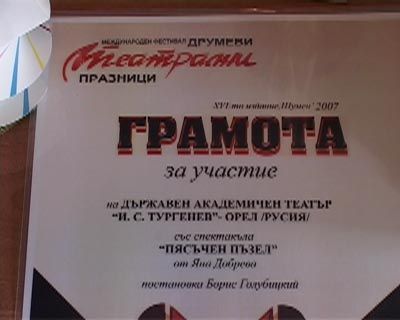 МЕЖДУНАРОДЕН ФЕСТИВАЛ ДРУМЕВИ
театрални
ПРАЗНИЦИ
XVI-то издание, Шумен' 2007
ГРАМОТА
за участие
на ДЪРЖАВЕН АКАДЕМИЧЕН ТЕАТЪР
"И. С. ТУРГЕНЕВ"- ОРЕЛ /РУСИЯ/
със спектакъла
"ПЯСЪЧЕН ПЪЗЕЛ"
от Яна Добрева
постановка Борис Голубицкий